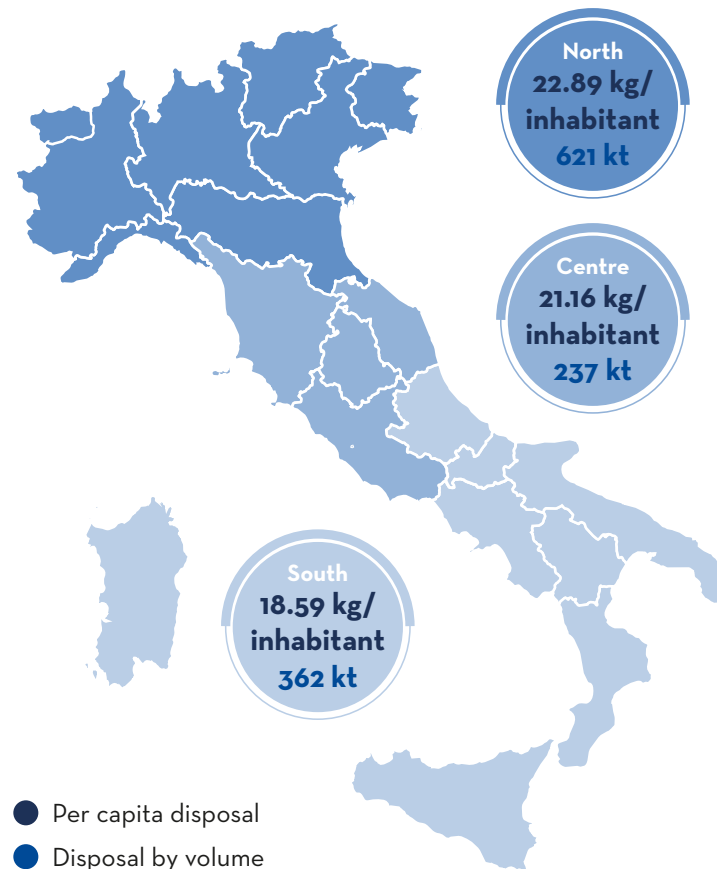 North
22.89 kg/
inhabitant
621 kt
Centre
21.16 kg/
inhabitant
237 kt
South
18.59 kg/
inhabitant
362 kt
Per capita disposal
Disposal by volume